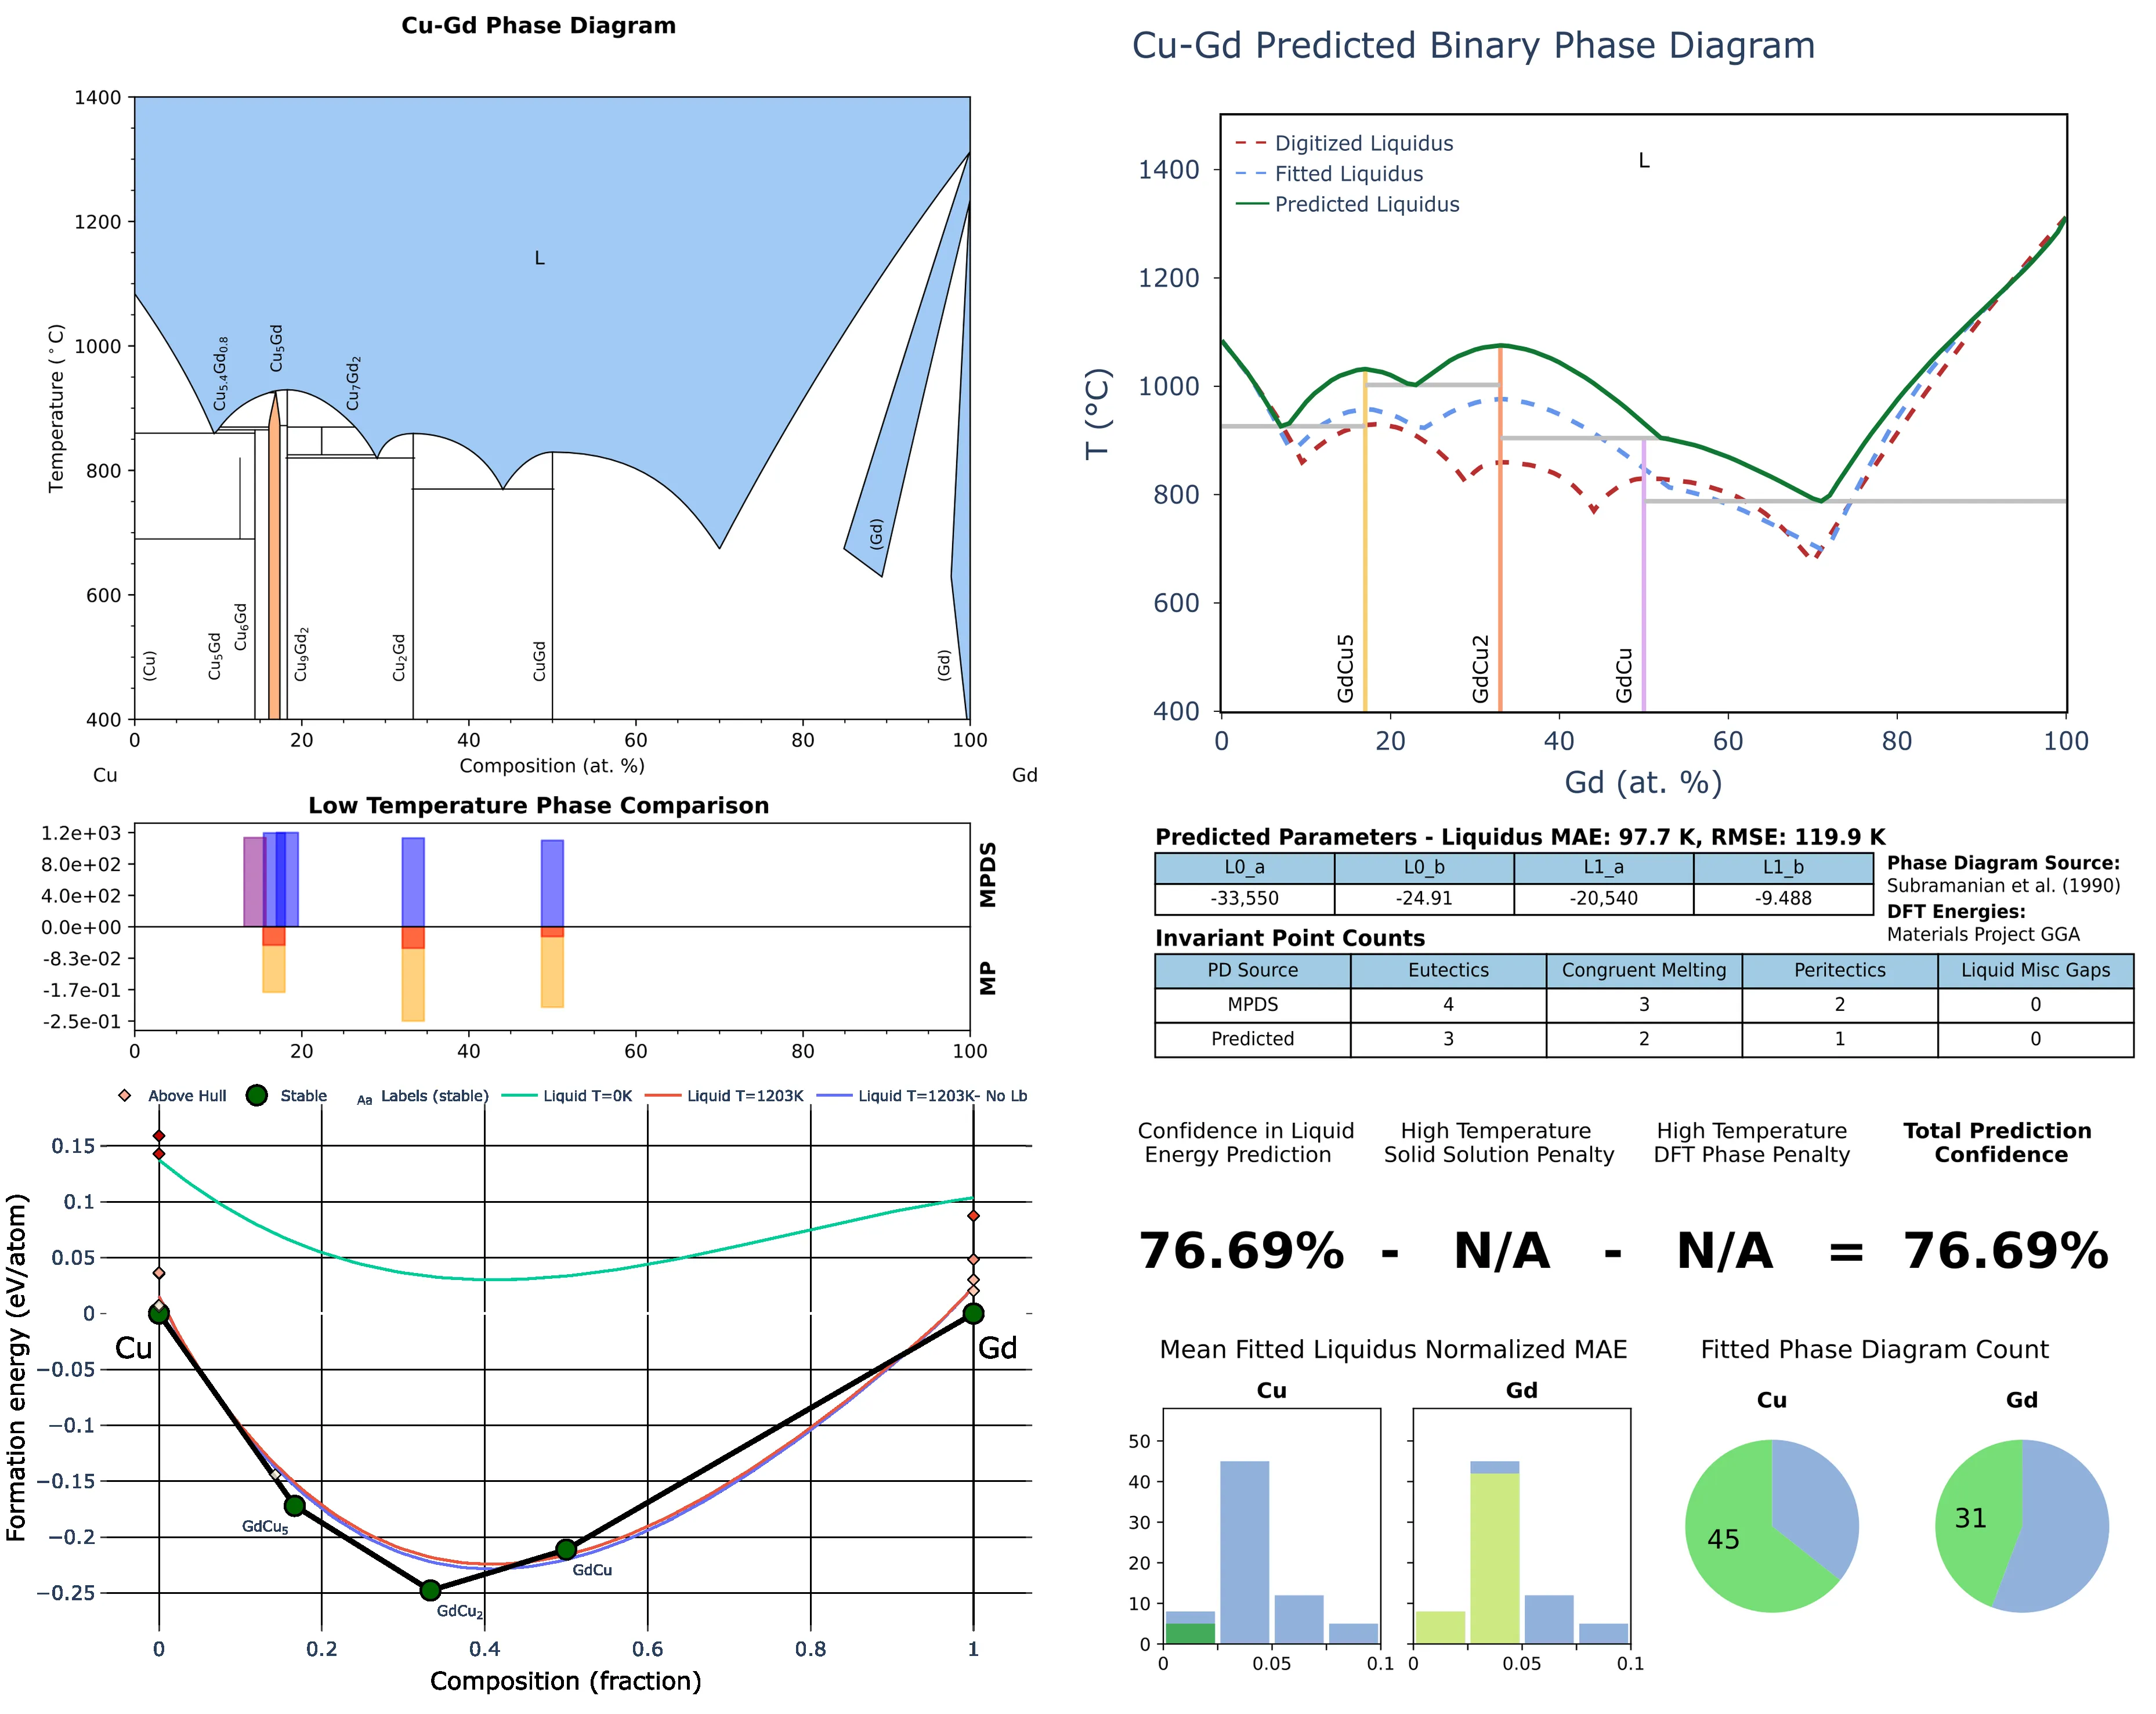 Cu-Gd Phase Diagram
1400
1200
1000
800
600
400
Temperature (°C)
L
Cu5.4Gd0.8
Cu5Gd
Cu7Gd2
(Gd)
(Cu)
Cu5Gd
Cu6Gd
Cu9Gd2
Cu2Gd
CuGd
(Gd)
0 20 40 60 80 100
Composition (at. %)
Cu Gd
Low Temperature Phase Comparison
1.2e+03
8.0e+02
4.0e+02
0.0e+00
-8.3e-02
-1.7e-01
-2.5e-01
MPDS
MP
0 20 40 60 80 100
Above Hull Stable Aa Labels (stable) Liquid T=0K Liquid T=1203K Liquid T=1203K- No Lb
0.15
0.1
0.05
0
−0.05
−0.1
−0.15
−0.2
−0.25
Formation energy (eV/atom)
Cu
Gd
GdCu5
GdCu
GdCu2
0 0.2 0.4 0.6 0.8 1
Composition (fraction)
Cu-Gd Predicted Binary Phase Diagram
Digitized Liquidus
Fitted Liquidus
Predicted Liquidus
L
1400
1200
1000
800
600
400
T (°C)
GdCu5
GdCu2
GdCu
0 20 40 60 80 100
Gd (at. %)
Predicted Parameters - Liquidus MAE: 97.7 K, RMSE: 119.9 K
L0_a L0_b L1_a L1_b
-33,550 -24.91 -20,540 -9.488
Phase Diagram Source:
Subramanian et al. (1990)
DFT Energies:
Materials Project GGA
Invariant Point Counts
PD Source Eutectics Congruent Melting Peritectics Liquid Misc Gaps
MPDS 4 3 2 0
Predicted 3 2 1 0
Confidence in Liquid Energy Prediction
High Temperature Solid Solution Penalty
High Temperature DFT Phase Penalty
Total Prediction Confidence
76.69% - N/A - N/A = 76.69%
Mean Fitted Liquidus Normalized MAE
Cu
Gd
50
40
30
20
10
0
0 0.05 0.1
0 0.05 0.1
Fitted Phase Diagram Count
Cu
Gd
45
31